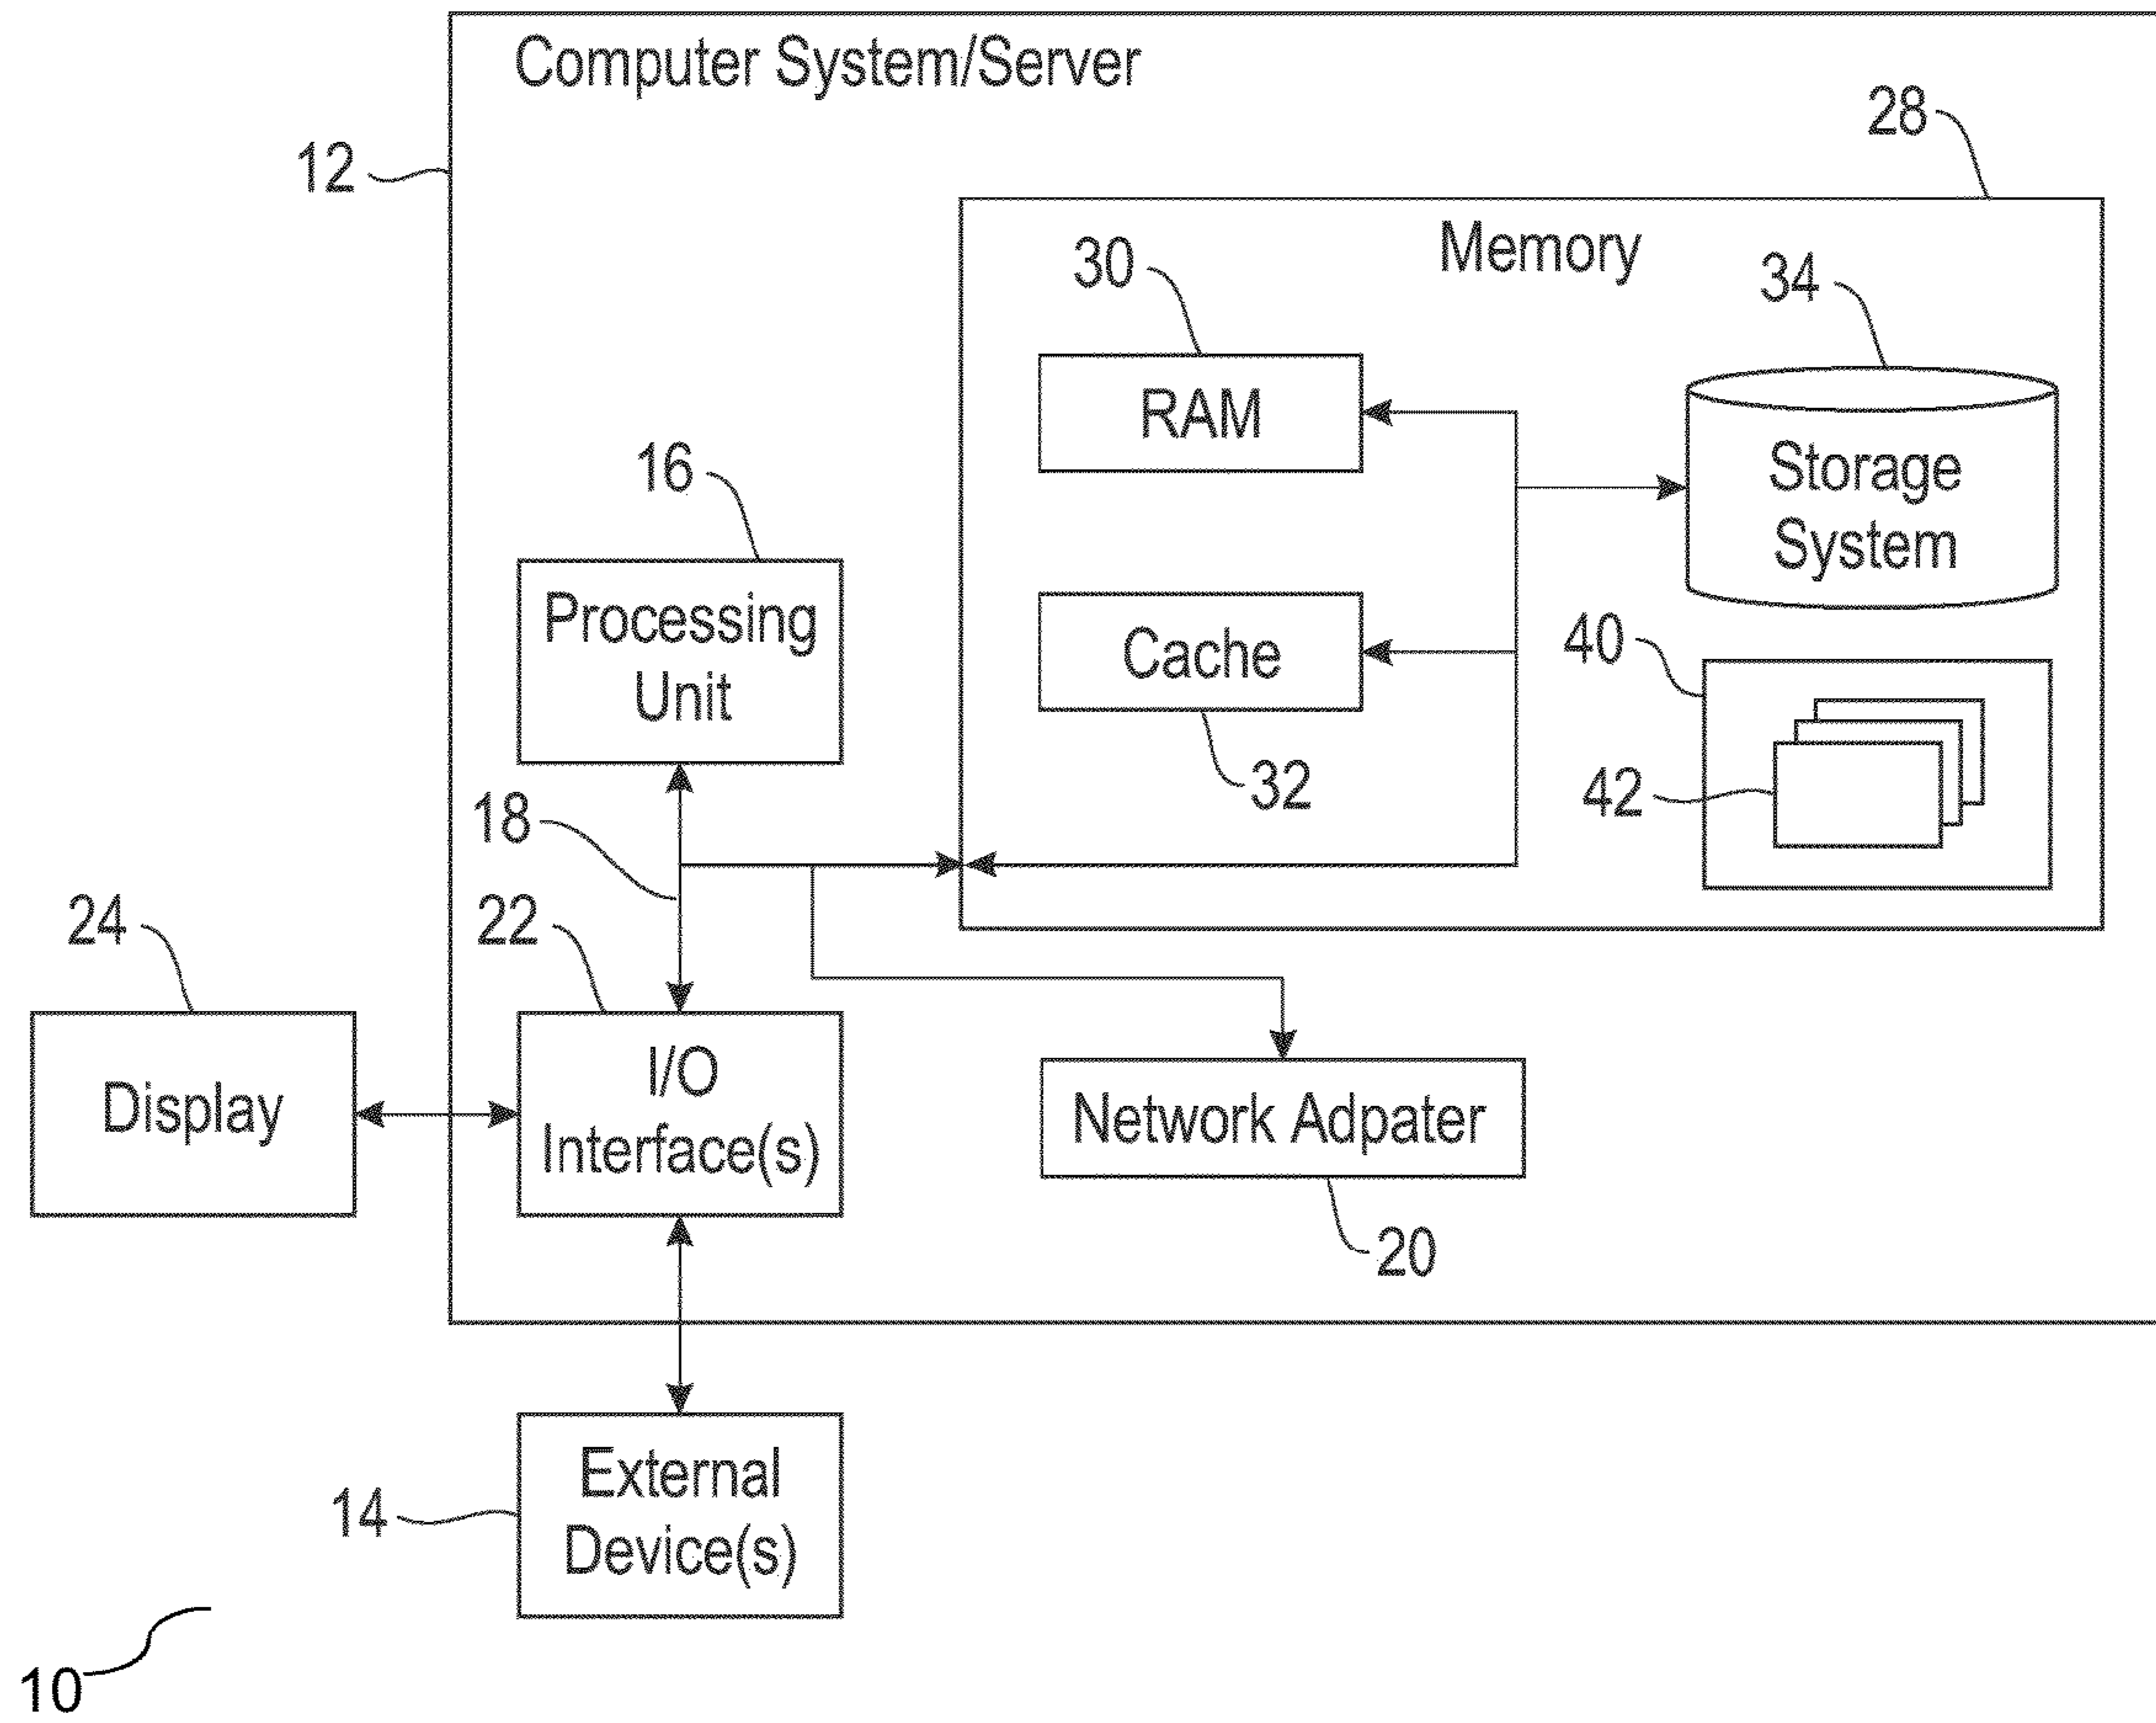 Computer System/Server
28
12
Memory
30
34
RAM
16
Storage
System
Processing
Unit
Cache
40
18
32
42
24
22
Display
I/O
Interface(s)
Network Adpater
20
External
Device(s)
14
10